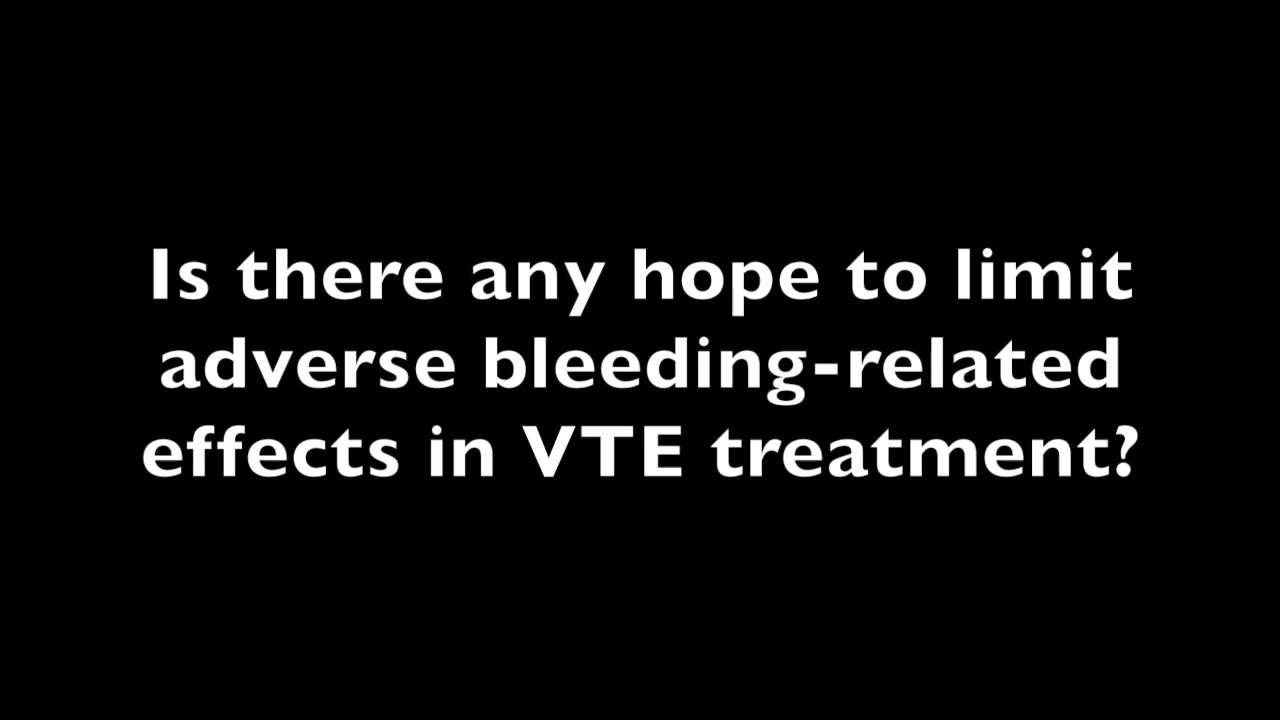 Is there any hope to limit
adverse bleeding-related
effects in VTE treatment?